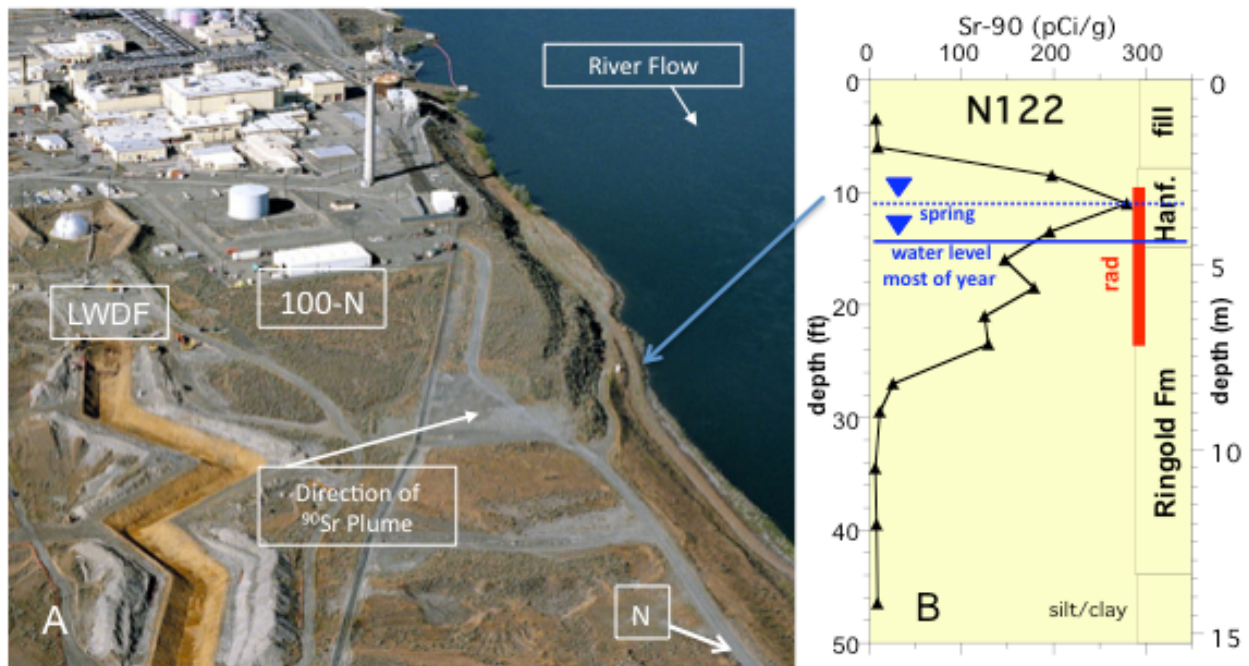 River Flow
LWDF
100-N
Direction of
⁹⁰Sr Plume
A
N
Sr-90 (pCi/g)
0 100 200 300
N122
spring
water level
most of year
rad
fill
Hanf.
Ringold Fm
silt/clay
B
depth (ft)
0
10
20
30
40
50
depth (m)
0
5
10
15